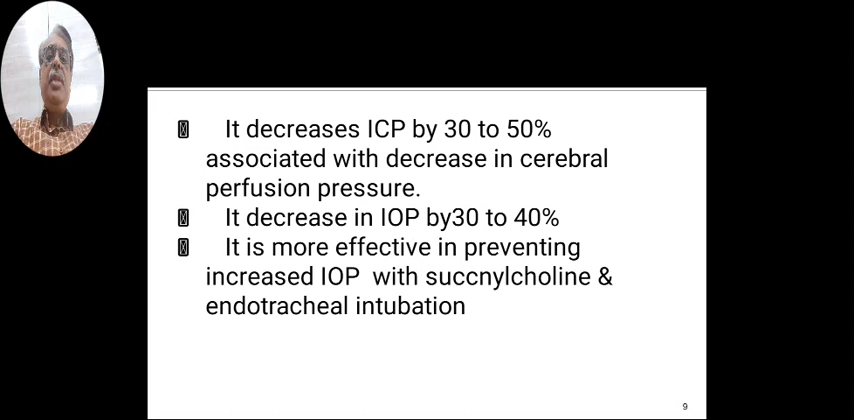 It decreases ICP by 30 to 50%
associated with decrease in cerebral
perfusion pressure.
It decrease in IOP by30 to 40%
It is more effective in preventing
increased IOP  with succnylcholine &
endotracheal intubation
9